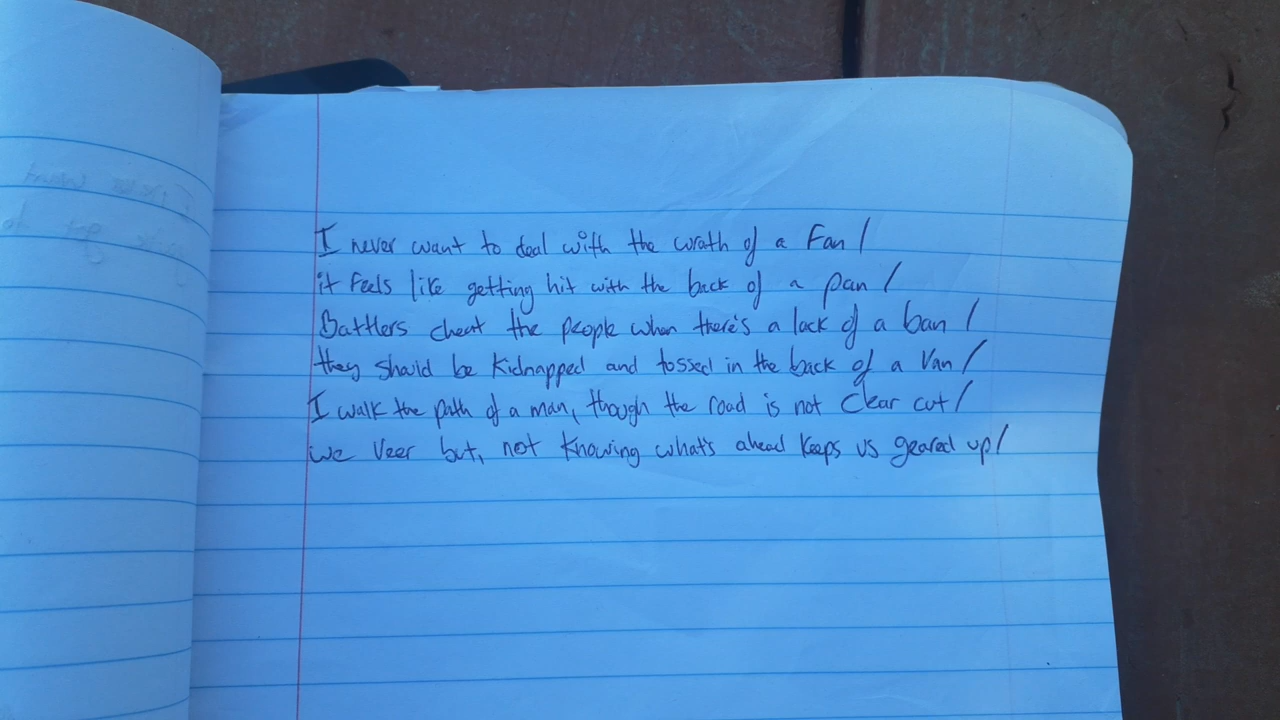 I never want to deal with the wrath of a Fan /
it feels like getting hit with the back of a pan /
Battlers cheat the people when there's a lack of a ban /
they should be kidnapped and tossed in the back of a Van /
I walk the path of a man, though the road is not clear cut /
we veer but, not knowing what's ahead keeps us geared up /